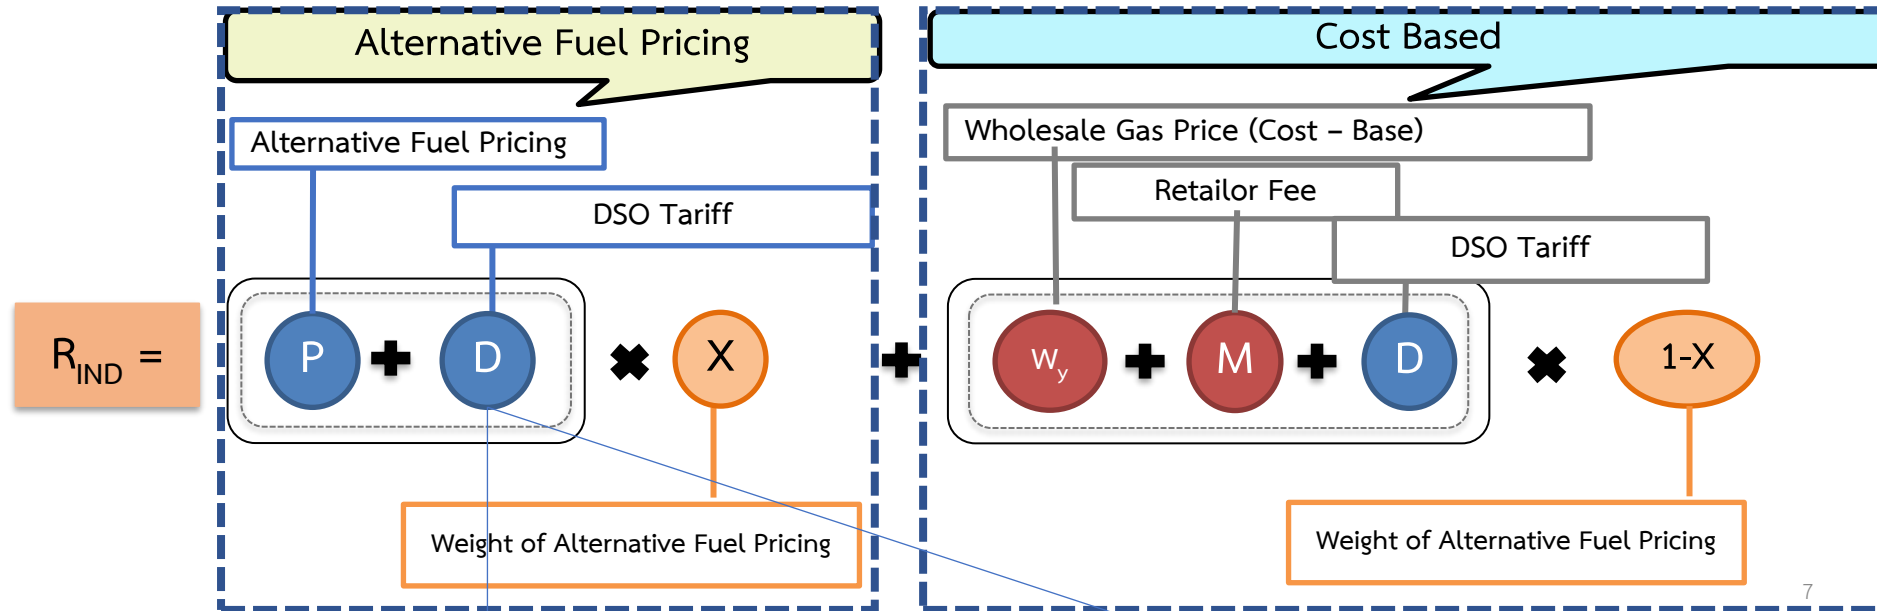 Alternative Fuel Pricing
Cost Based
Alternative Fuel Pricing
Wholesale Gas Price (Cost – Base)
Retailor Fee
DSO Tariff
DSO Tariff
R_IND = P + D × X + W_y + M + D × 1-X
Weight of Alternative Fuel Pricing
Weight of Alternative Fuel Pricing
7